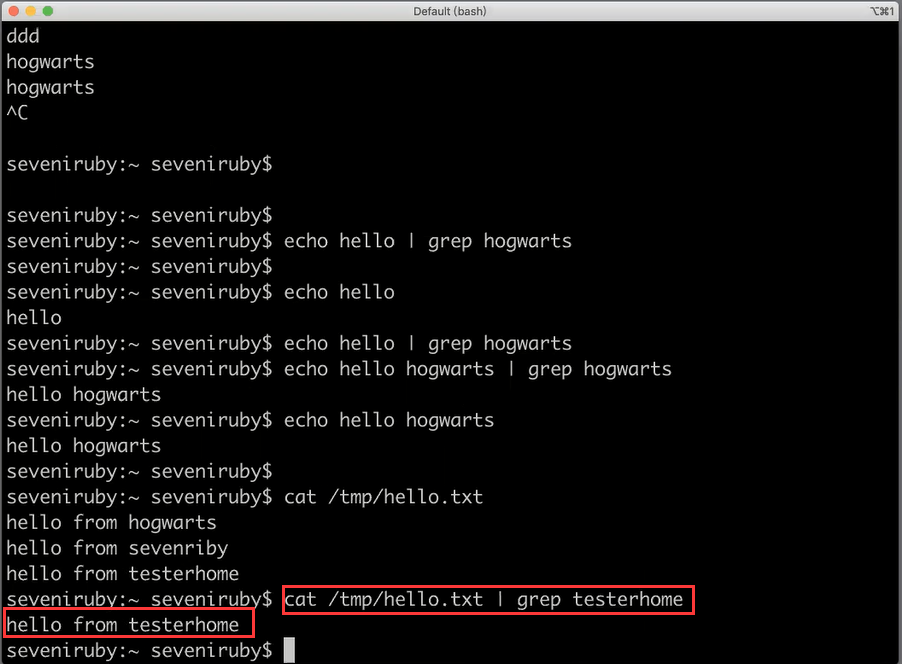 Default (bash)
⌥⌘1
ddd
hogwarts
hogwarts
^C
seveniruby:~ seveniruby$
seveniruby:~ seveniruby$
seveniruby:~ seveniruby$ echo hello | grep hogwarts
seveniruby:~ seveniruby$
seveniruby:~ seveniruby$ echo hello
hello
seveniruby:~ seveniruby$ echo hello | grep hogwarts
seveniruby:~ seveniruby$ echo hello hogwarts | grep hogwarts
hello hogwarts
seveniruby:~ seveniruby$ echo hello hogwarts
hello hogwarts
seveniruby:~ seveniruby$
seveniruby:~ seveniruby$ cat /tmp/hello.txt
hello from hogwarts
hello from sevenriby
hello from testerhome
seveniruby:~ seveniruby$ cat /tmp/hello.txt | grep testerhome
hello from testerhome
seveniruby:~ seveniruby$